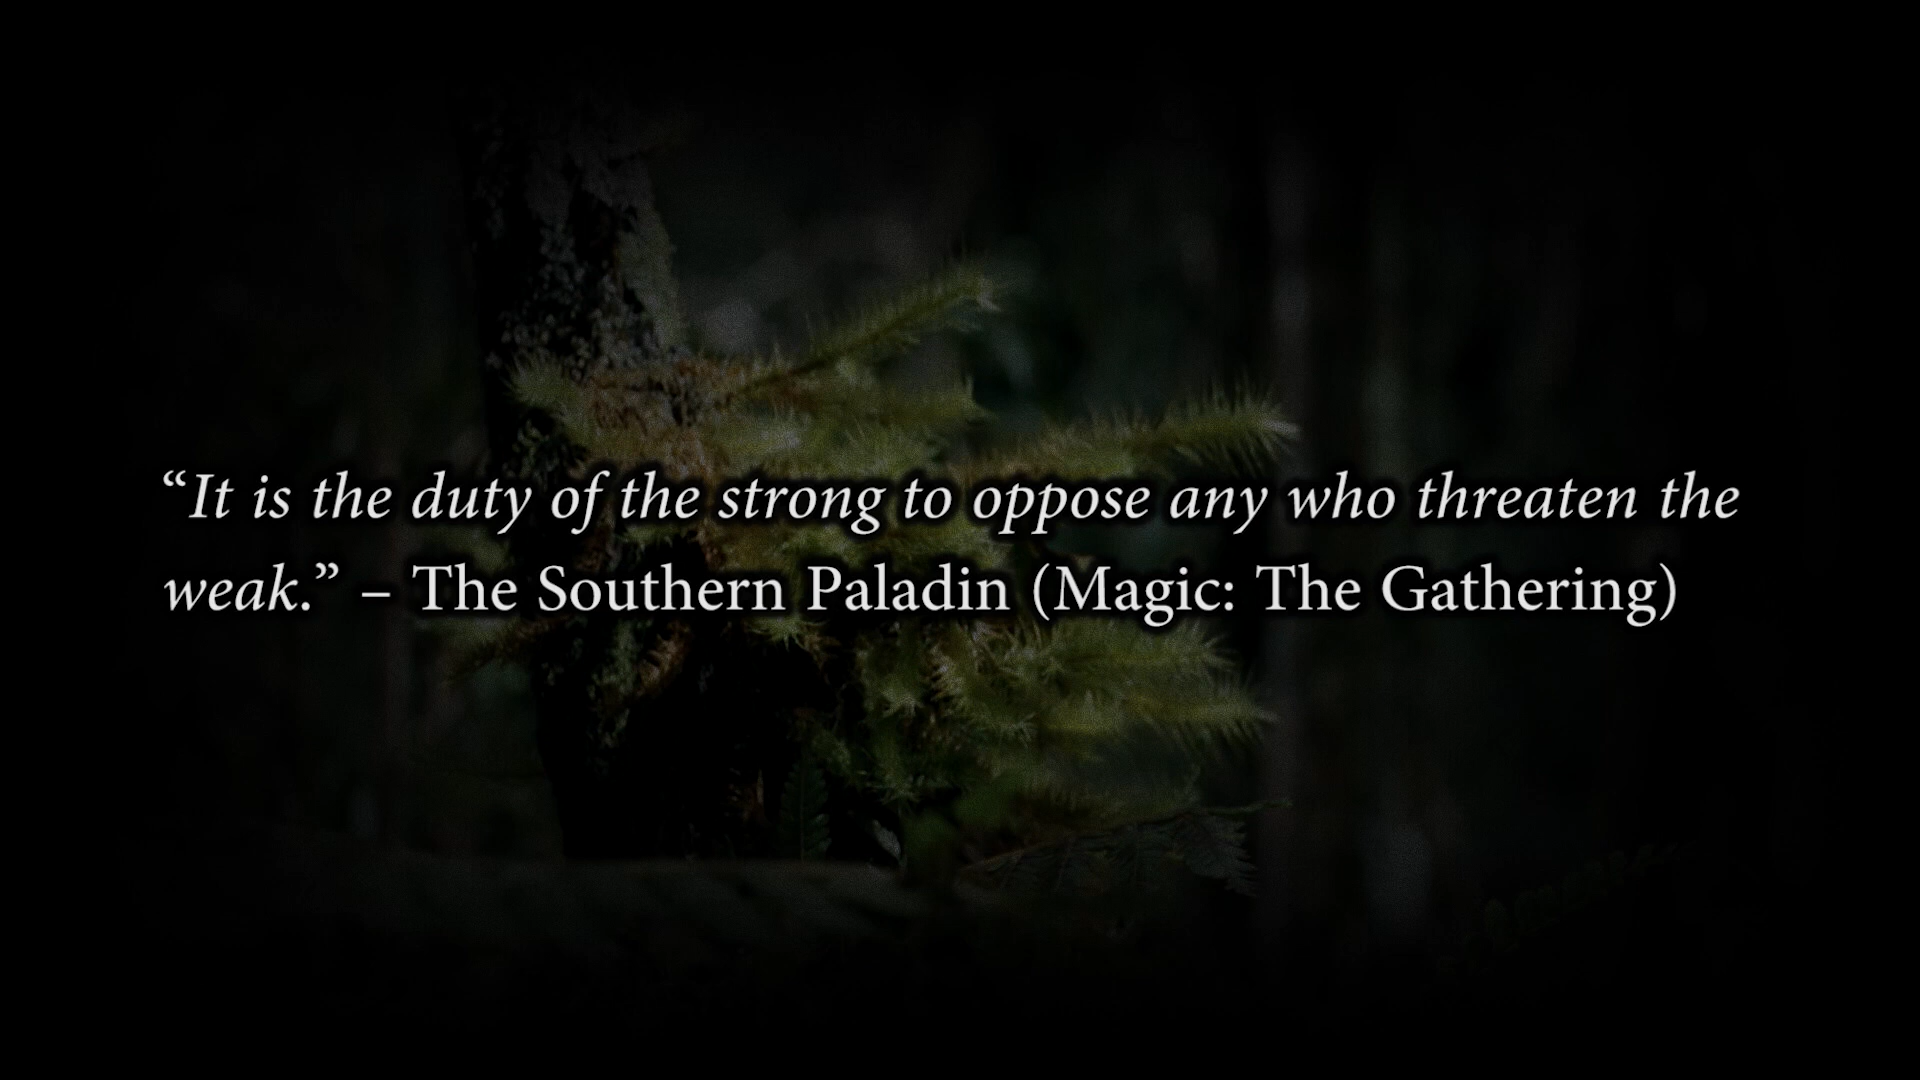 “It is the duty of the strong to oppose any who threaten the
weak.” – The Southern Paladin (Magic: The Gathering)